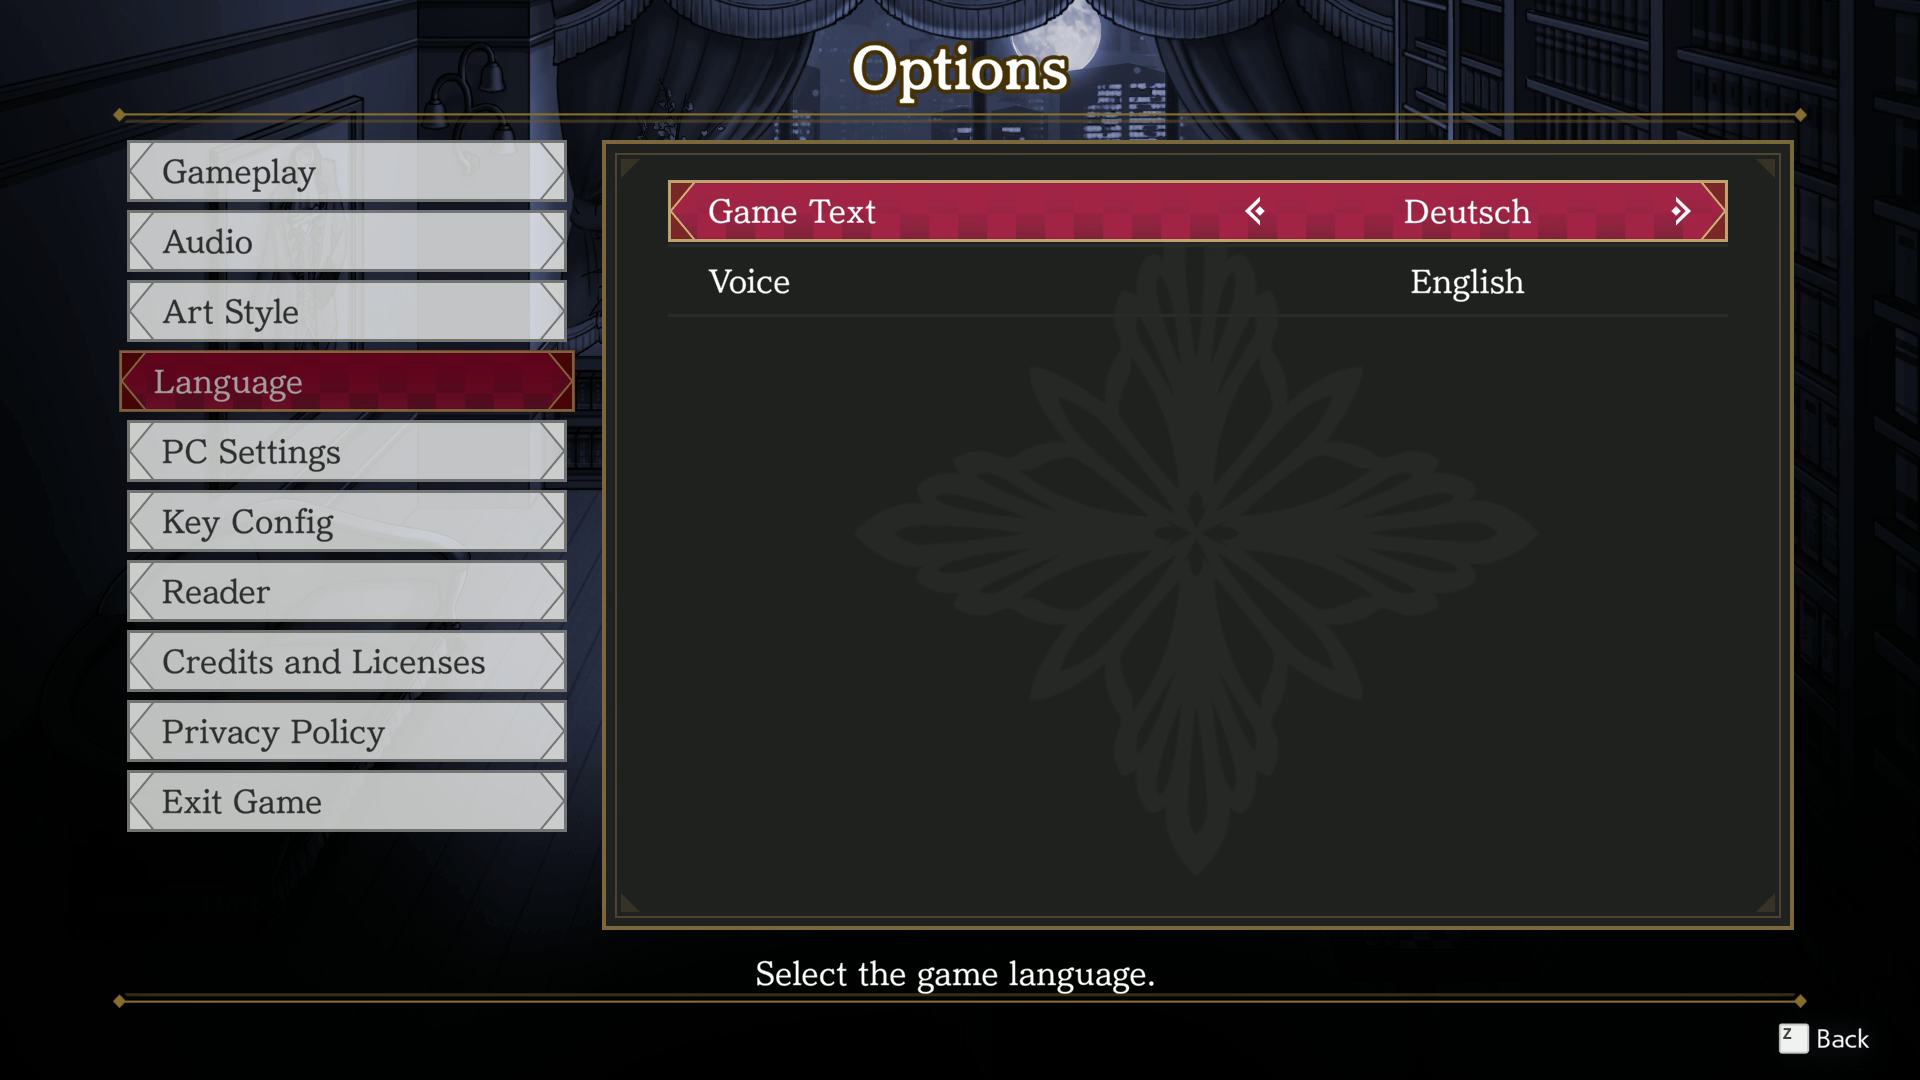 Options
Gameplay
Audio
Art Style
Language
PC Settings
Key Config
Reader
Credits and Licenses
Privacy Policy
Exit Game
Game Text Deutsch
Voice English
Select the game language.
Z Back